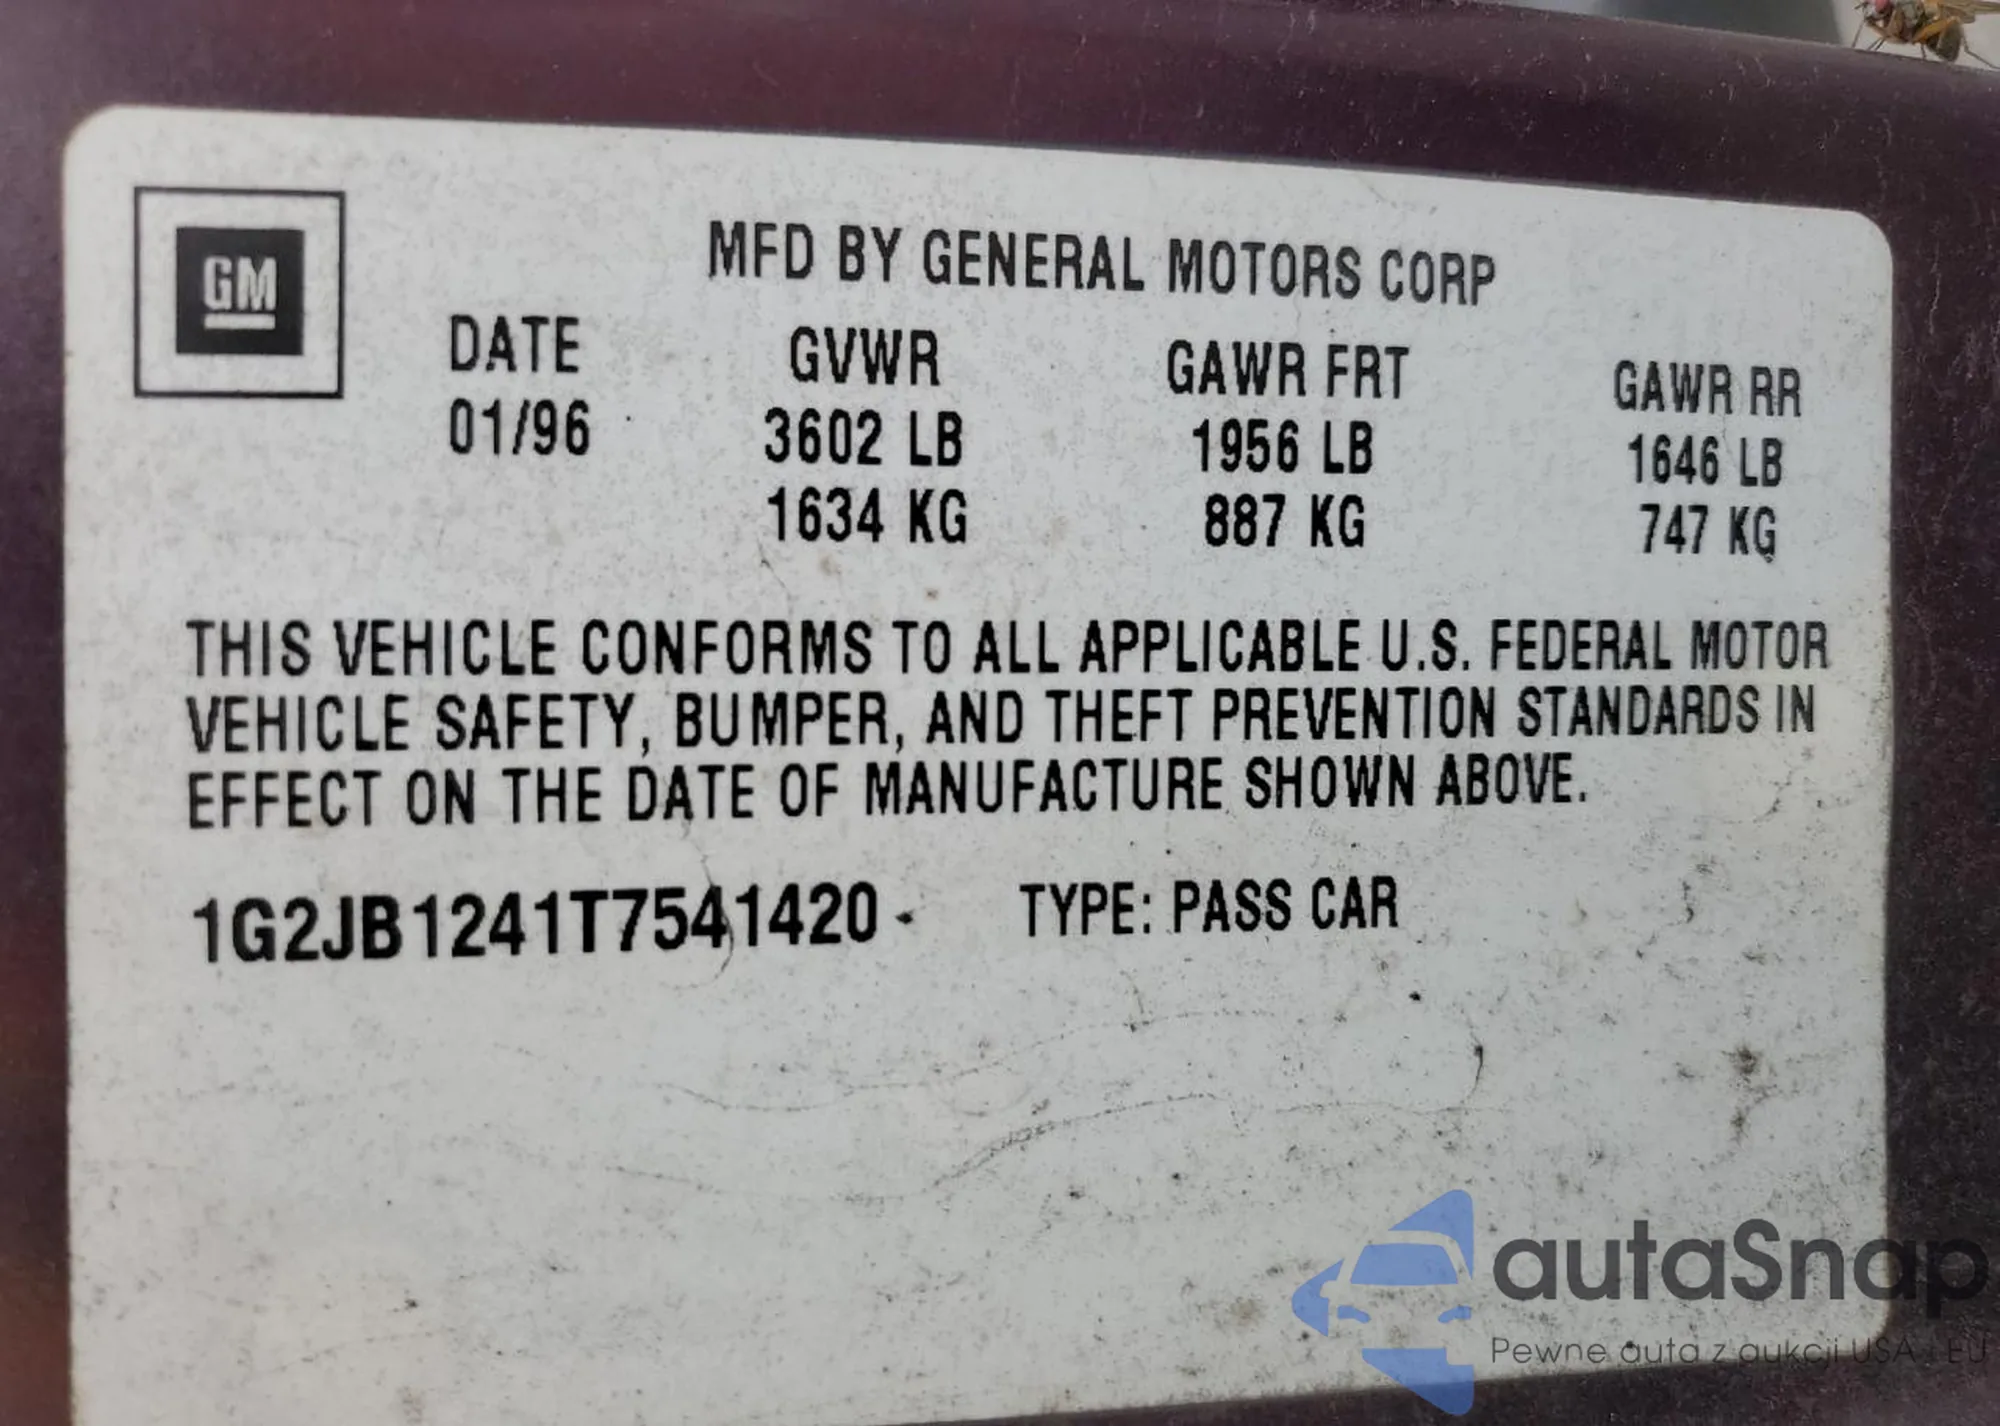 GM
MFD BY GENERAL MOTORS CORP
DATE GVWR GAWR FRT GAWR RR
01/96 3602 LB 1956 LB 1646 LB
1634 KG 887 KG 747 KG
THIS VEHICLE CONFORMS TO ALL APPLICABLE U.S. FEDERAL MOTOR
VEHICLE SAFETY, BUMPER, AND THEFT PREVENTION STANDARDS IN
EFFECT ON THE DATE OF MANUFACTURE SHOWN ABOVE.
1G2JB1241T7541420 TYPE: PASS CAR
autaSnap
Pewne auta z aukcji USA i EU